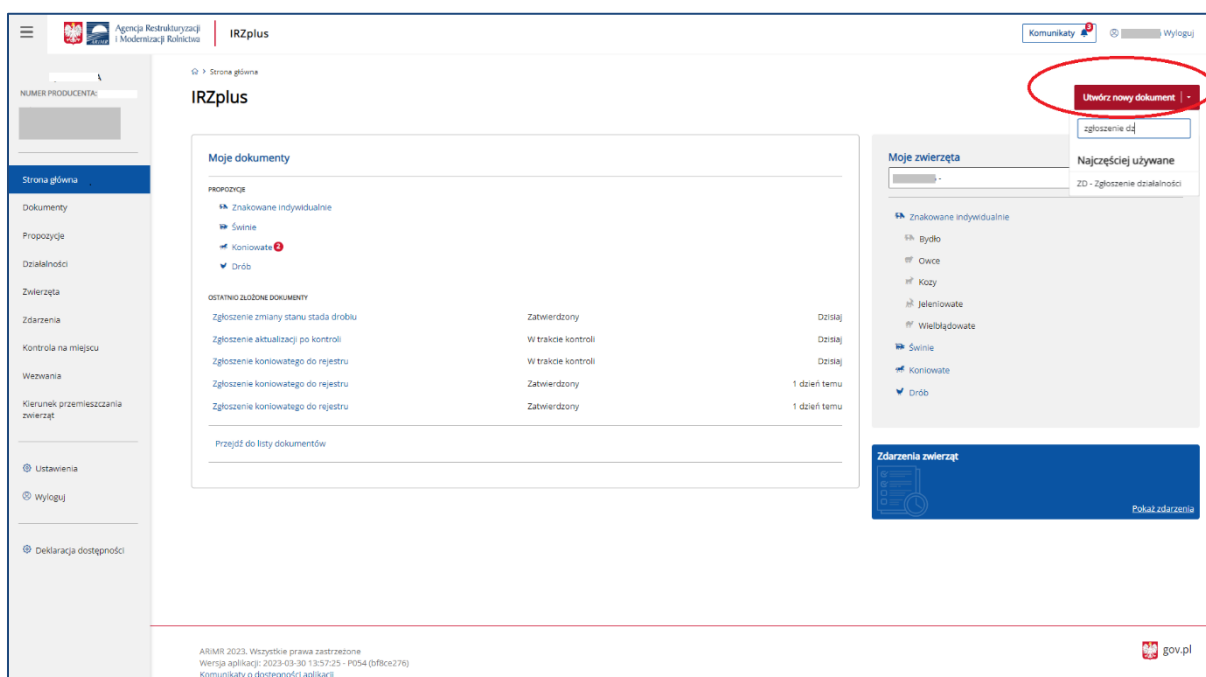 Agencja Restrukturyzacji
i Modernizacji Rolnictwa
IRZplus
Komunikaty 3
Wyloguj
NUMER PRODUCENTA:
Strona główna
Dokumenty
Propozycje
Działalności
Zwierzęta
Zdarzenia
Kontrola na miejscu
Wezwania
Kierunek przemieszczania
zwierząt
Ustawienia
Wyloguj
Deklaracja dostępności
Strona główna
IRZplus
Utwórz nowy dokument
zgłoszenie dz
Najczęściej używane
ZD - Zgłoszenie działalności
Moje dokumenty
PROPOZYCJE
Znakowane indywidualnie
Świnie
Koniowate 2
Drób
OSTATNIO ZŁOŻONE DOKUMENTY
Zgłoszenie zmiany stanu stada drobiu Zatwierdzony Dzisiaj
Zgłoszenie aktualizacji po kontroli W trakcie kontroli Dzisiaj
Zgłoszenie koniowatego do rejestru W trakcie kontroli Dzisiaj
Zgłoszenie koniowatego do rejestru Zatwierdzony 1 dzień temu
Zgłoszenie koniowatego do rejestru Zatwierdzony 1 dzień temu
Przejdź do listy dokumentów
Moje zwierzęta
Znakowane indywidualnie
Bydło
Owce
Kozy
Jeleniowate
Wielbłądowate
Świnie
Koniowate
Drób
Zdarzenia zwierząt
Pokaż zdarzenia
ARiMR 2023. Wszystkie prawa zastrzeżone
Wersja aplikacji: 2023-03-30 13:57:25 - P054 (bf8ce276)
Komunikaty o dostępności aplikacji
gov.pl